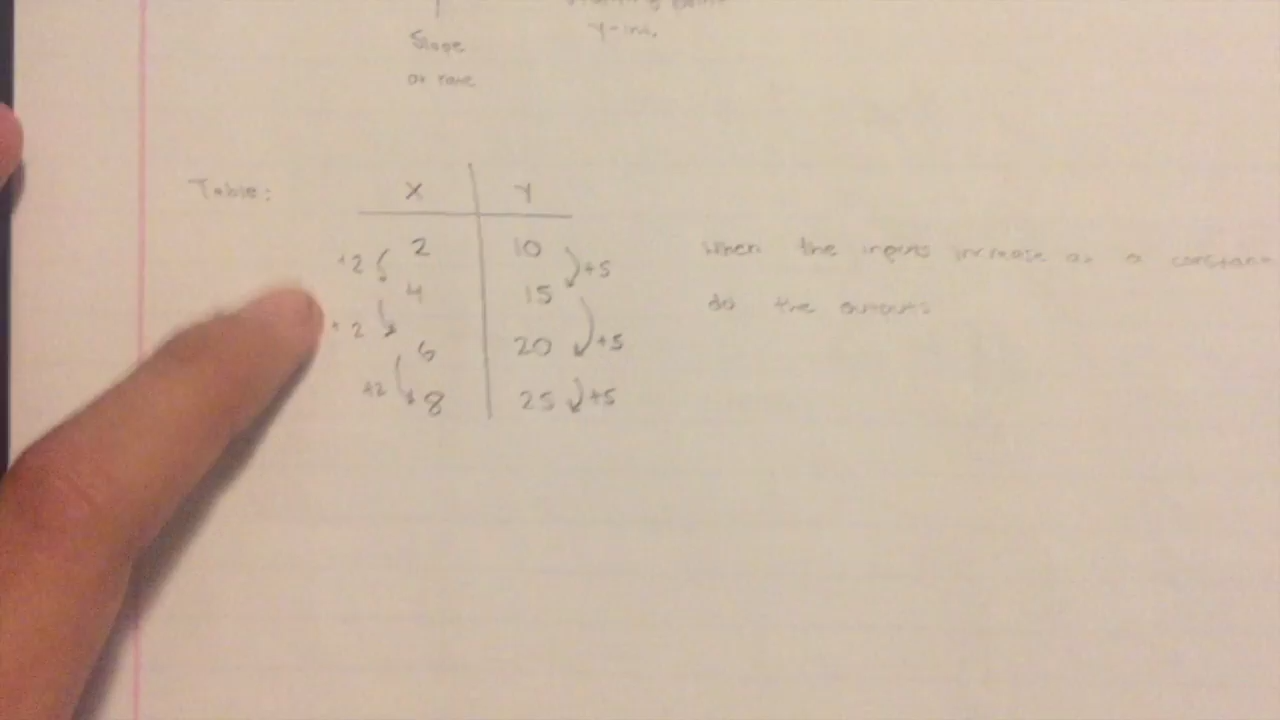 Slope
y-int.
or rate
Table:
X Y
2 10
+2 +5
4 15
+2 +5
6 20
+2 +5
8 25
when the inputs increase at a constant
do the outputs